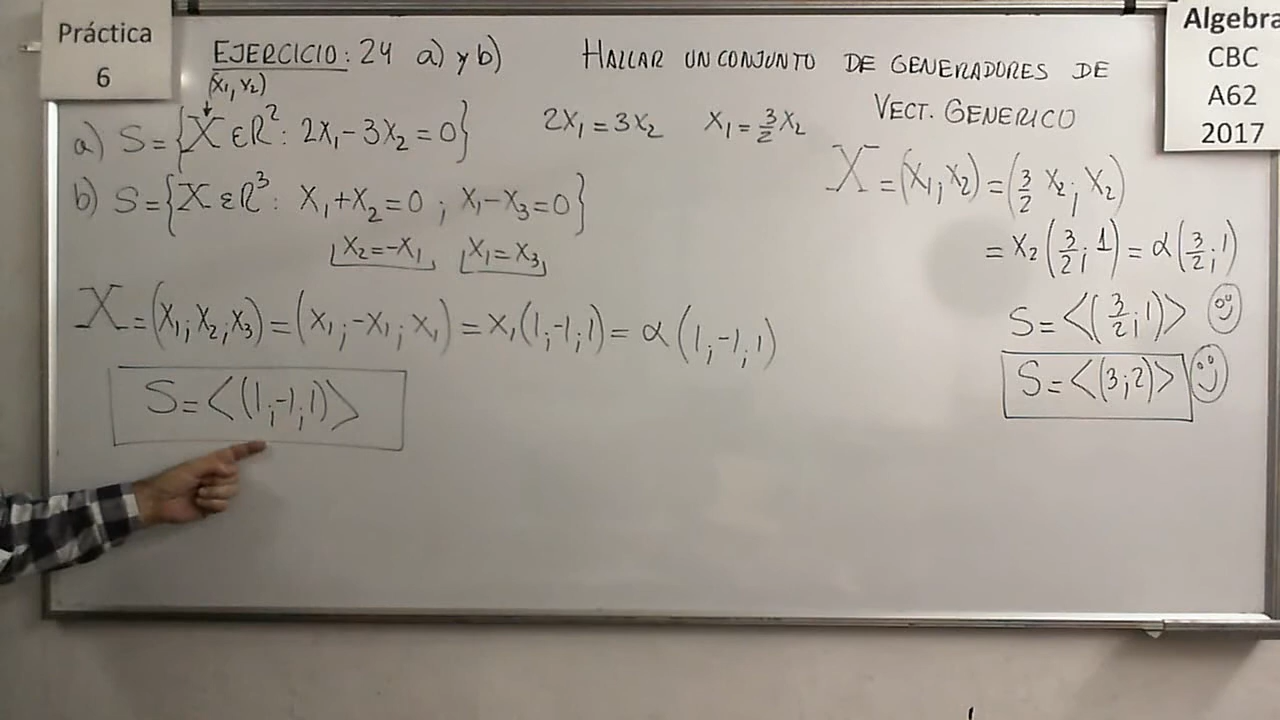 Práctica
6
EJERCICIO: 24 a) y b)
HALLAR UN CONJUNTO DE GENERADORES DE
Algebra
CBC
A62
2017
(x₁, x₂)
a) S = {X ∈ ℝ²: 2x₁ - 3x₂ = 0}
2x₁ = 3x₂ x₁ = 3/2 x₂
VECT. GENERICO
b) S = {X ∈ ℝ³: x₁ + x₂ = 0 ; x₁ - x₃ = 0}
x₂ = -x₁ x₁ = x₃
X = (x₁; x₂; x₃) = (x₁; -x₁; x₁) = x₁(1; -1; 1) = α(1; -1; 1)
S = <(1; -1; 1)>
X = (x₁; x₂) = (3/2 x₂; x₂)
= x₂(3/2; 1) = α(3/2; 1)
S = <(3/2; 1)>
S = <(3; 2)>